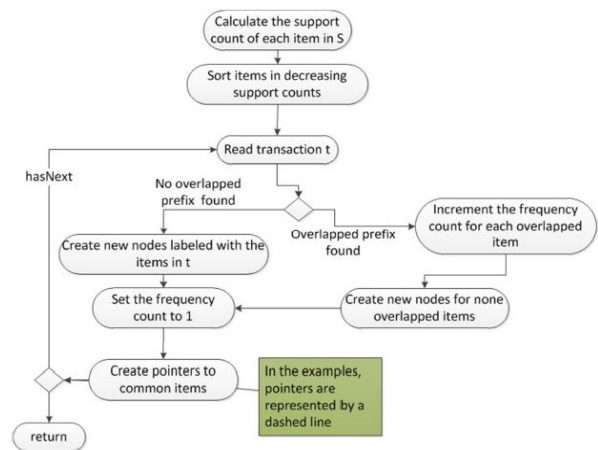 Calculate the support
count of each item in S
Sort items in decreasing
support counts
Read transaction t
hasNext
No overlapped
prefix found
Overlapped prefix
found
Increment the frequency
count for each overlapped
item
Create new nodes labeled with the
items in t
Set the frequency
count to 1
Create new nodes for none
overlapped items
Create pointers to
common items
In the examples,
pointers are
represented by a
dashed line
return